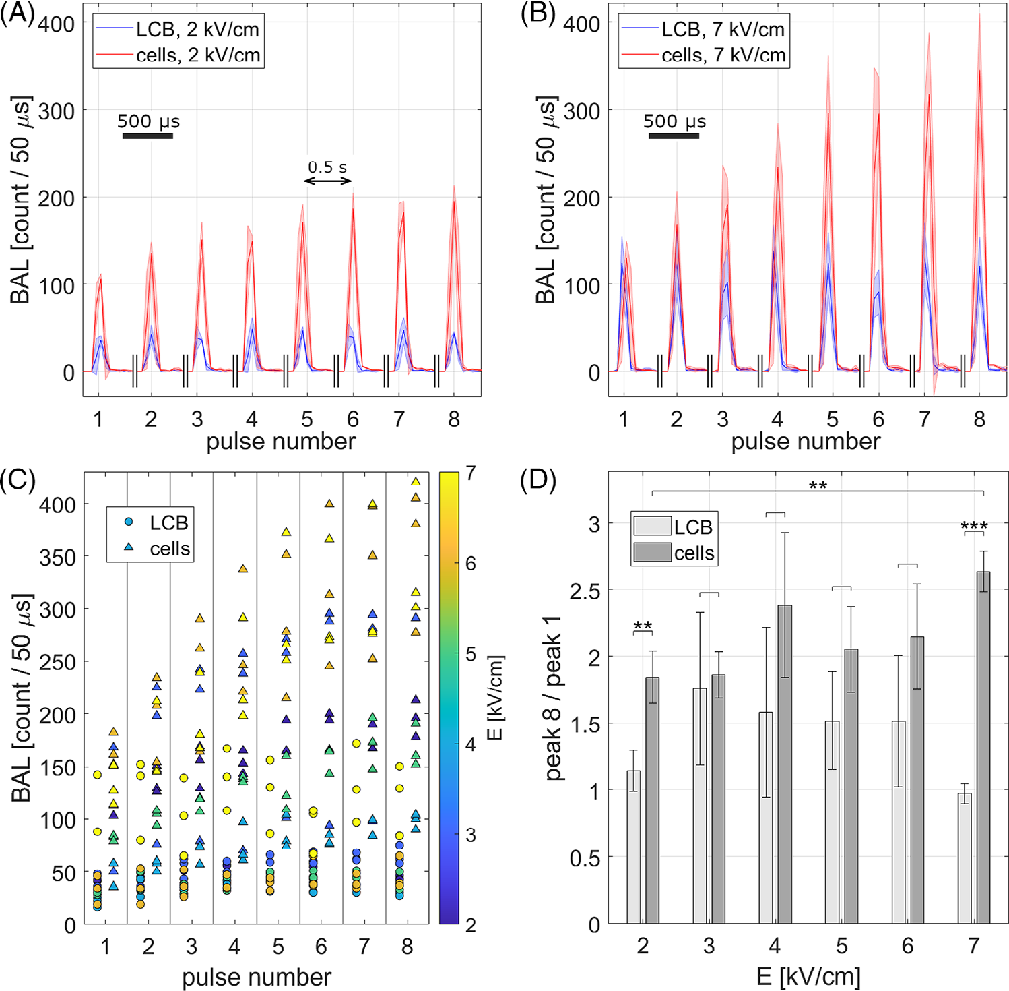 (A)
LCB, 2 kV/cm
cells, 2 kV/cm
500 µs
0.5 s
400
300
200
100
0
BAL [count / 50 µs]
1 2 3 4 5 6 7 8
pulse number
(B)
LCB, 7 kV/cm
cells, 7 kV/cm
500 µs
400
300
200
100
0
BAL [count / 50 µs]
1 2 3 4 5 6 7 8
pulse number
(C)
LCB
cells
400
350
300
250
200
150
100
50
0
BAL [count / 50 µs]
1 2 3 4 5 6 7 8
pulse number
7
6
5
4
3
2
E [kV/cm]
(D)
LCB
cells
**
**
***
3
2.5
2
1.5
1
0.5
0
peak 8 / peak 1
2 3 4 5 6 7
E [kV/cm]